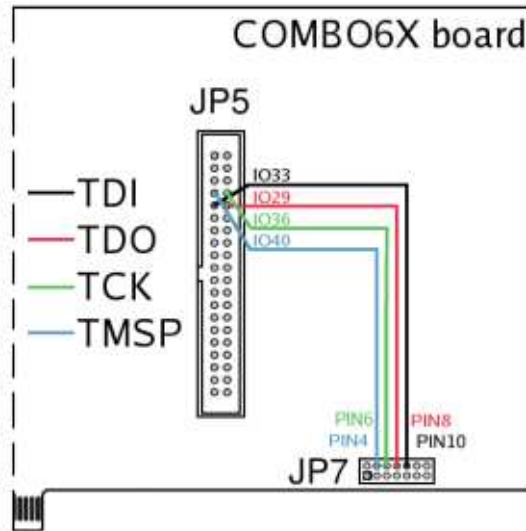 COMBO6X board
JP5
IO33
TDI
IO29
TDO
IO36
IO40
TCK
TMSP
PIN6 PIN8
PIN4 PIN10
JP7